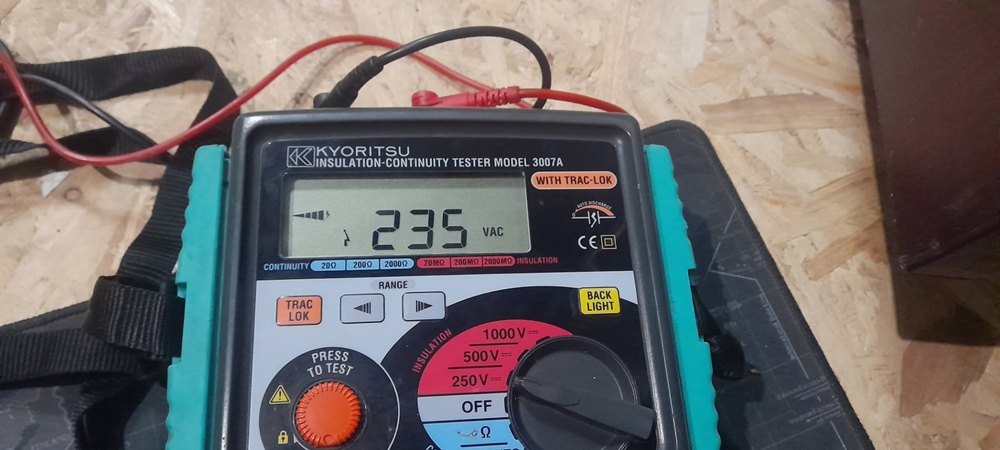 KYORITSU
INSULATION-CONTINUITY TESTER MODEL 3007A
WITH TRAC-LOK
AUTO DISCHARGE
235 VAC
CE
CONTINUITY 20Ω 200Ω 2000Ω 20MΩ 200MΩ 2000MΩ INSULATION
RANGE
TRAC
LOK
BACK
LIGHT
PRESS
TO TEST
INSULATION
1000V
500V
250V
OFF
Ω